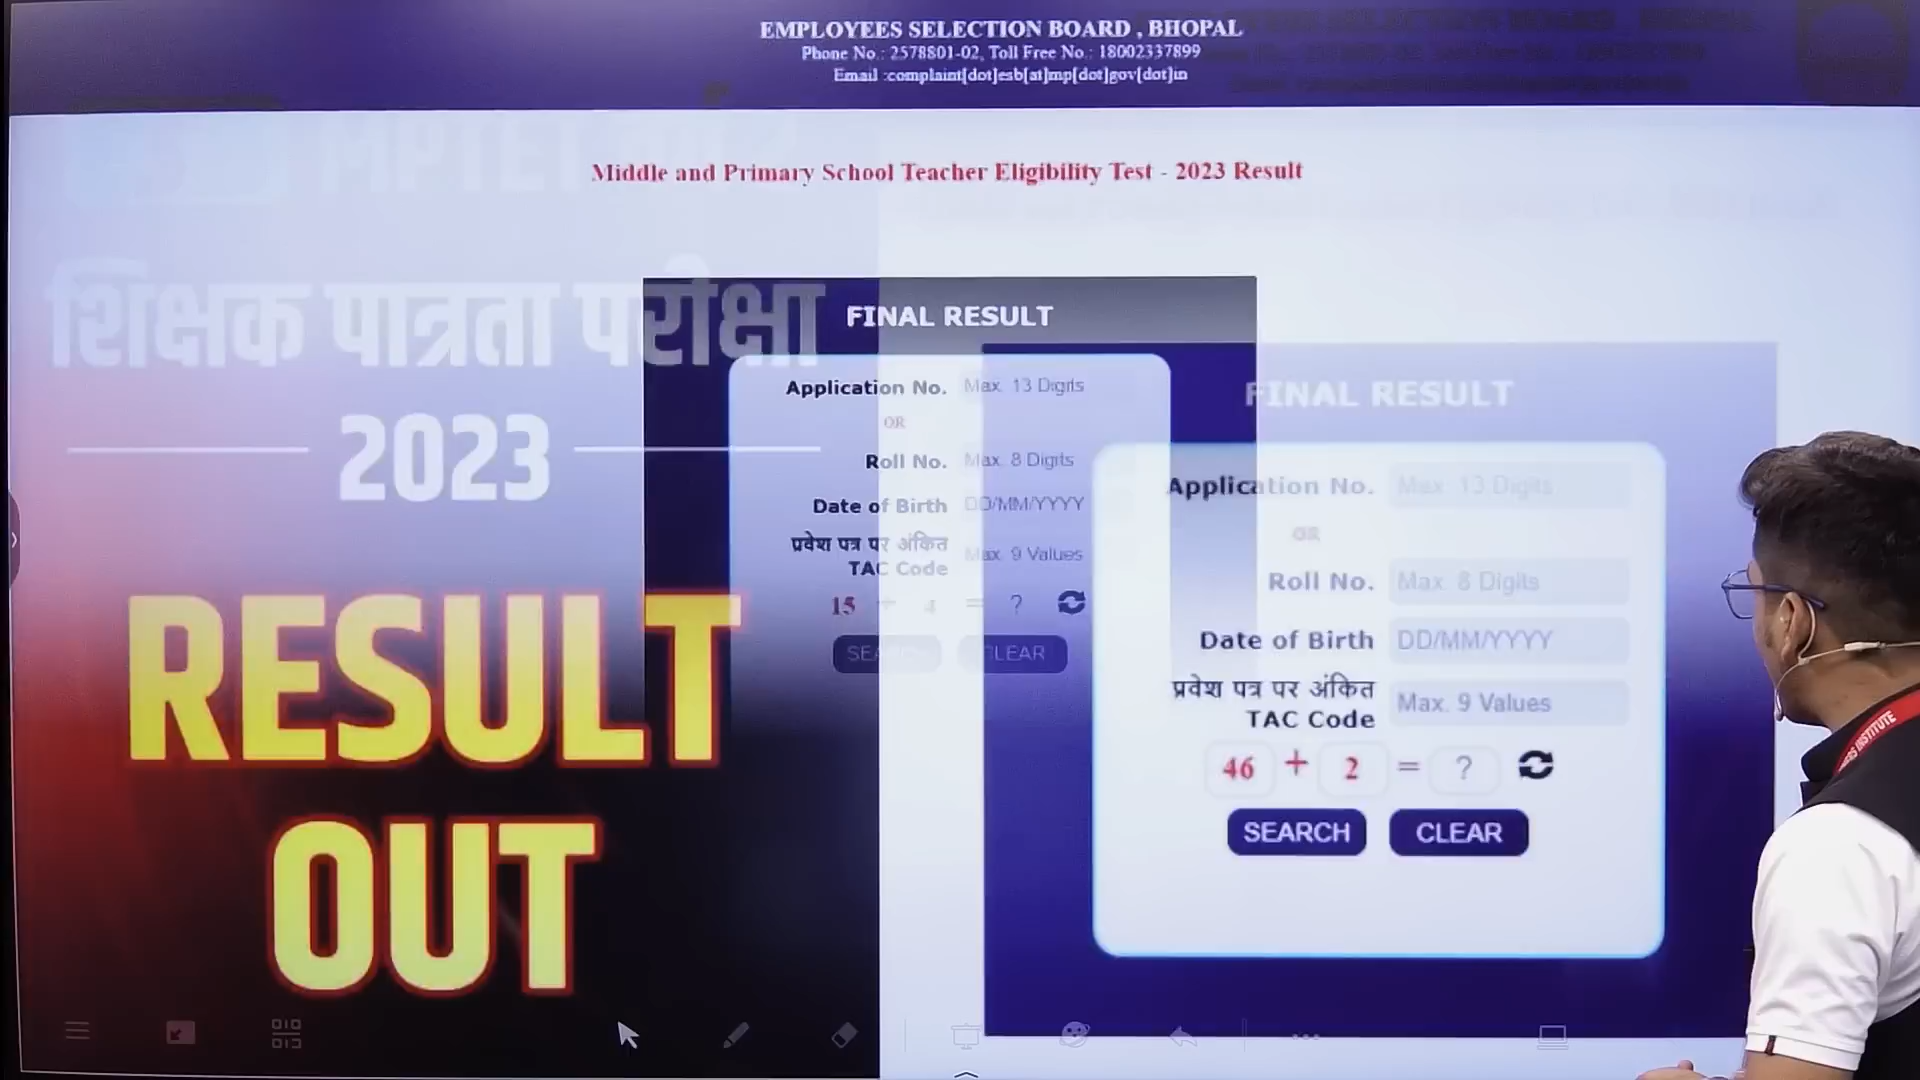 EMPLOYEES SELECTION BOARD , BHOPAL
Phone No.: 2578801-02, Toll Free No.: 18002337899
Email :complaint[dot]esb[at]mp[dot]gov[dot]in
Middle and Primary School Teacher Eligibility Test - 2023 Result
शिक्षक पात्रता परीक्षा
2023
RESULT
OUT
FINAL RESULT
Application No. Max. 13 Digits
OR
Roll No. Max. 8 Digits
Date of Birth DD/MM/YYYY
प्रवेश पत्र पर अंकित
TAC Code Max. 9 Values
15 + 4 = ?
SEARCH CLEAR
FINAL RESULT
Application No. Max. 13 Digits
OR
Roll No. Max. 8 Digits
Date of Birth DD/MM/YYYY
प्रवेश पत्र पर अंकित
TAC Code Max. 9 Values
46 + 2 = ?
SEARCH CLEAR
INSTITUTE